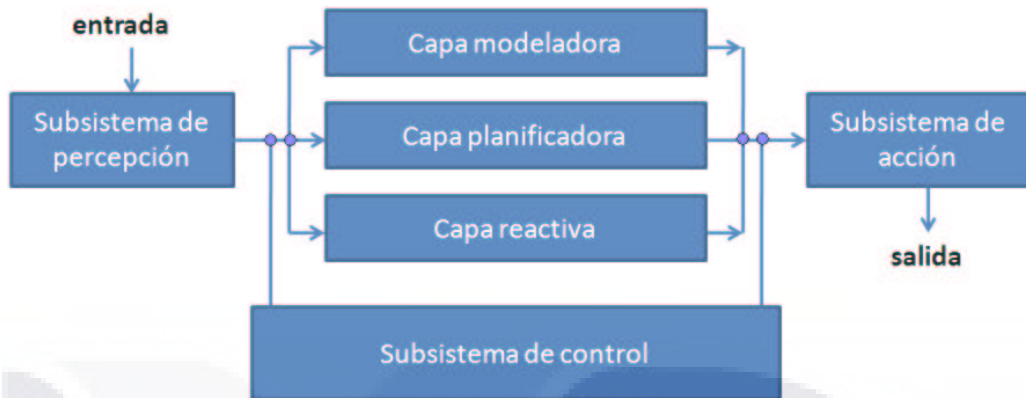 entrada
Subsistema de
percepción
Capa modeladora
Capa planificadora
Capa reactiva
Subsistema de
acción
salida
Subsistema de control